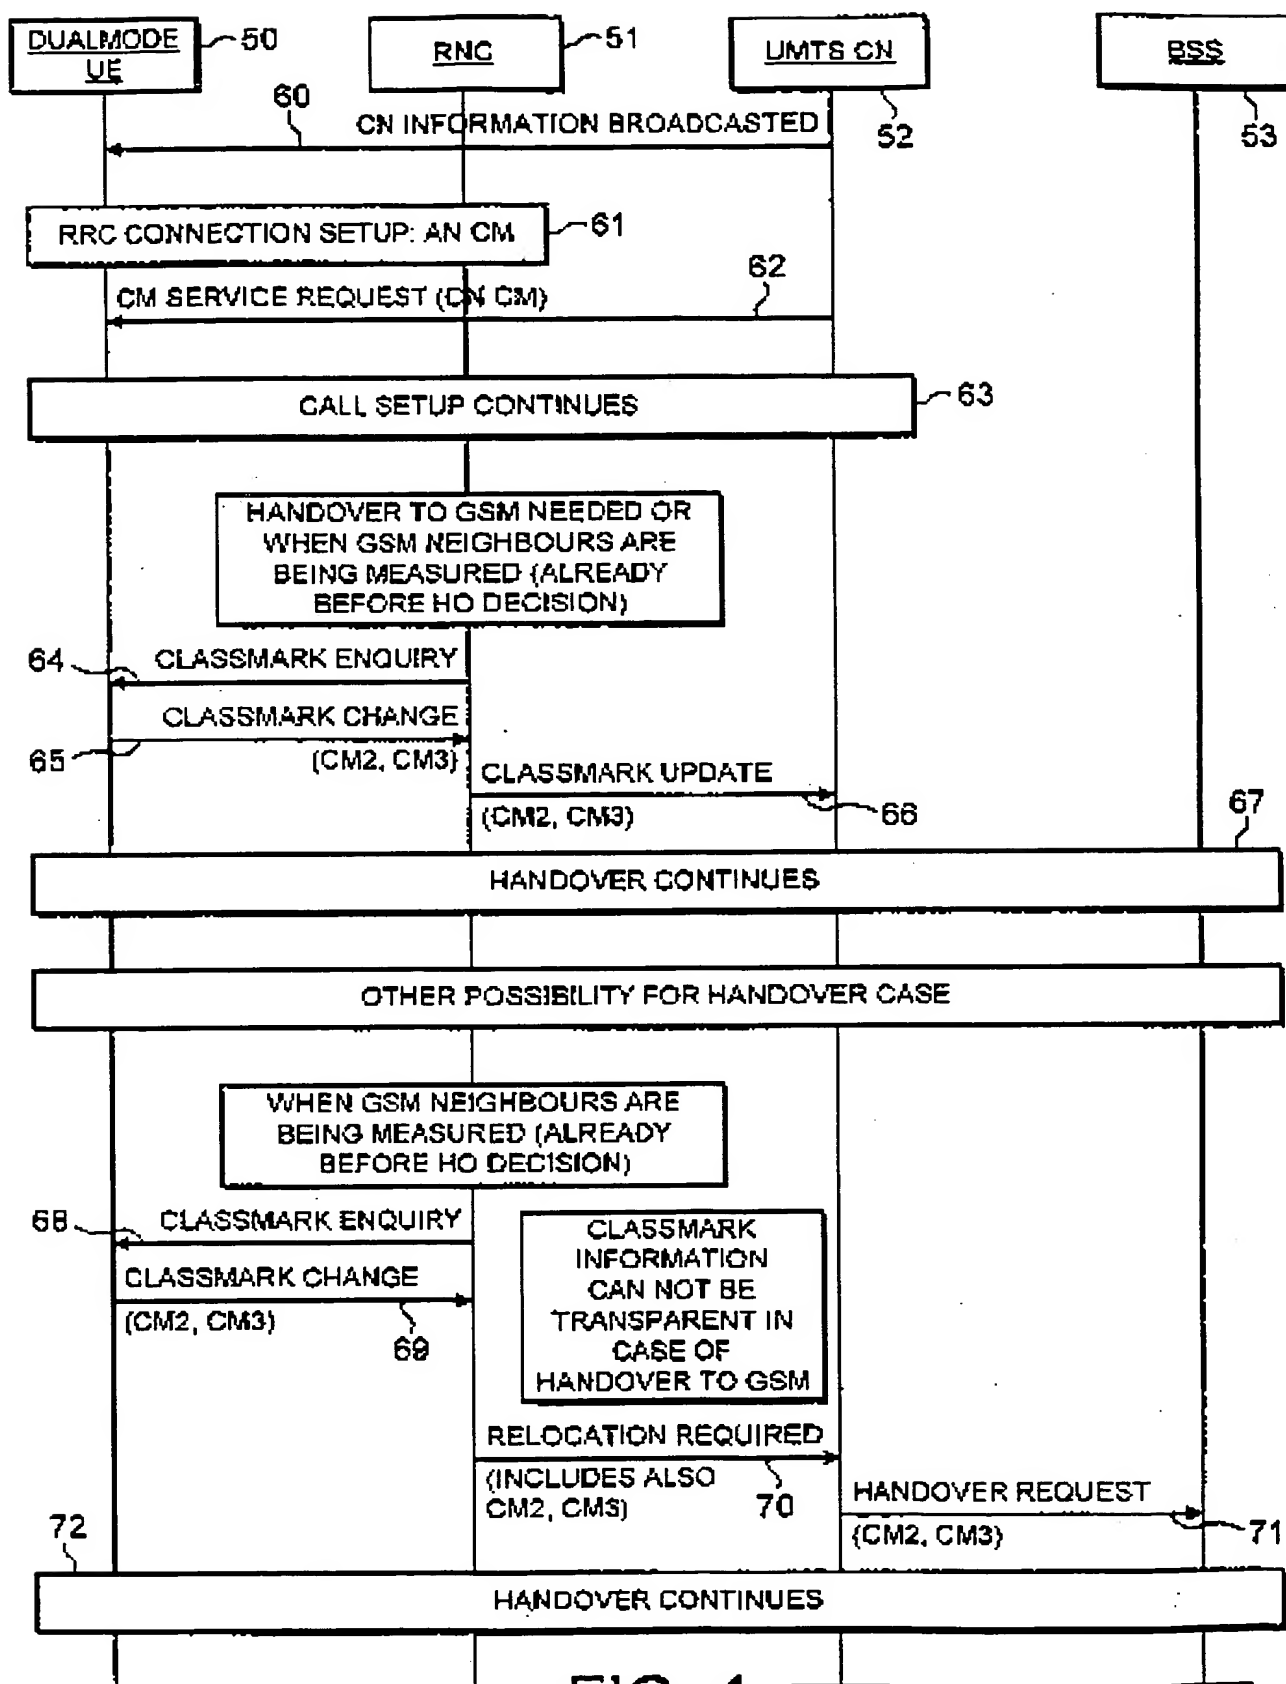 DUALMODE
UE
50
RNC
51
UMTS CN
52
BSS
53
60
CN INFORMATION BROADCASTED
RRC CONNECTION SETUP: AN CM
61
62
CM SERVICE REQUEST (CN CM)
CALL SETUP CONTINUES
63
HANDOVER TO GSM NEEDED OR
WHEN GSM NEIGHBOURS ARE
BEING MEASURED (ALREADY
BEFORE HO DECISION)
64
CLASSMARK ENQUIRY
CLASSMARK CHANGE
65
(CM2, CM3)
CLASSMARK UPDATE
(CM2, CM3)
66
67
HANDOVER CONTINUES
OTHER POSSIBILITY FOR HANDOVER CASE
WHEN GSM NEIGHBOURS ARE
BEING MEASURED (ALREADY
BEFORE HO DECISION)
68
CLASSMARK ENQUIRY
CLASSMARK CHANGE
(CM2, CM3)
69
CLASSMARK
INFORMATION
CAN NOT BE
TRANSPARENT IN
CASE OF
HANDOVER TO GSM
RELOCATION REQUIRED
(INCLUDES ALSO
CM2, CM3)
70
HANDOVER REQUEST
(CM2, CM3)
71
72
HANDOVER CONTINUES